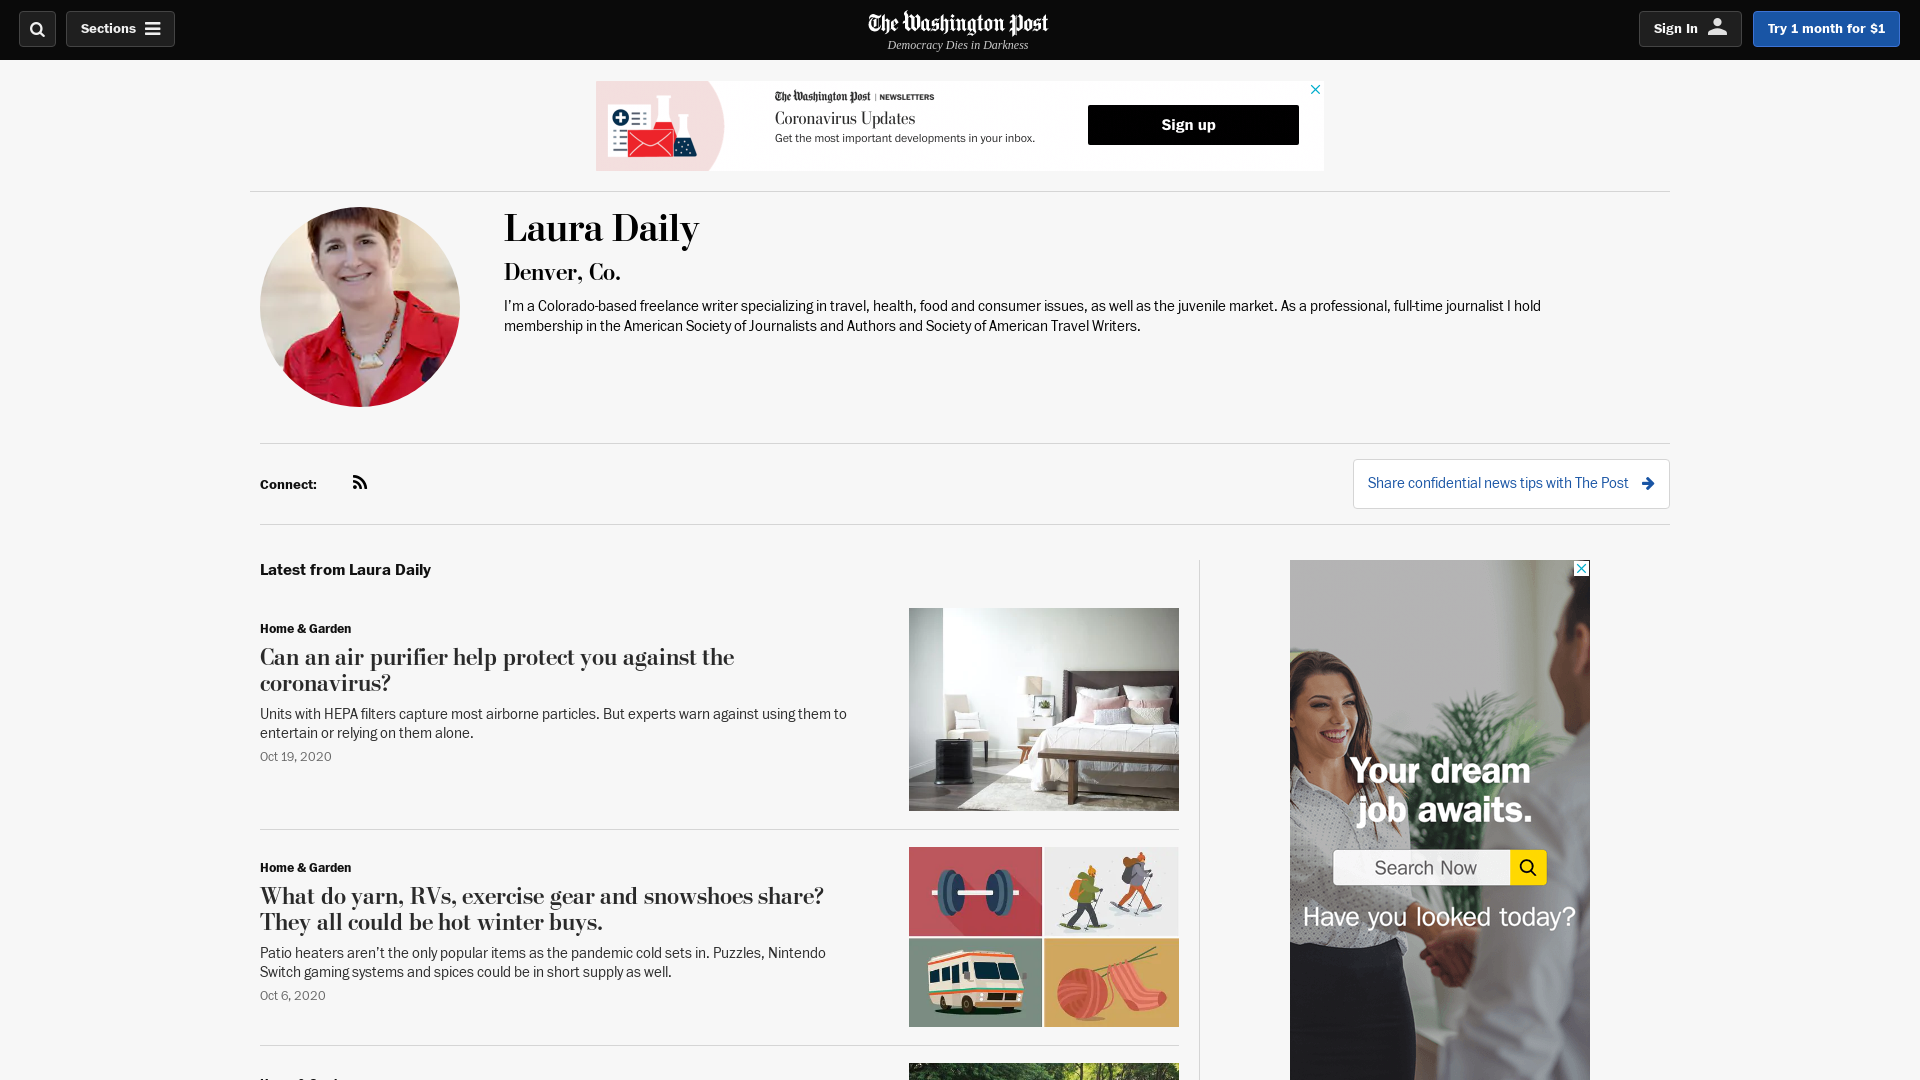 Sections
The Washington Post
Democracy Dies in Darkness
Sign In
Try 1 month for $1
The Washington Post | NEWSLETTERS
Coronavirus Updates
Get the most important developments in your inbox.
Sign up
Laura Daily
Denver, Co.
I'm a Colorado-based freelance writer specializing in travel, health, food and consumer issues, as well as the juvenile market. As a professional, full-time journalist I hold
membership in the American Society of Journalists and Authors and Society of American Travel Writers.
Connect:
Share confidential news tips with The Post
Latest from Laura Daily
Home & Garden
Can an air purifier help protect you against the
coronavirus?
Units with HEPA filters capture most airborne particles. But experts warn against using them to
entertain or relying on them alone.
Oct 19, 2020
Home & Garden
What do yarn, RVs, exercise gear and snowshoes share?
They all could be hot winter buys.
Patio heaters aren't the only popular items as the pandemic cold sets in. Puzzles, Nintendo
Switch gaming systems and spices could be in short supply as well.
Oct 6, 2020
Your dream
job awaits.
Search Now
Have you looked today?